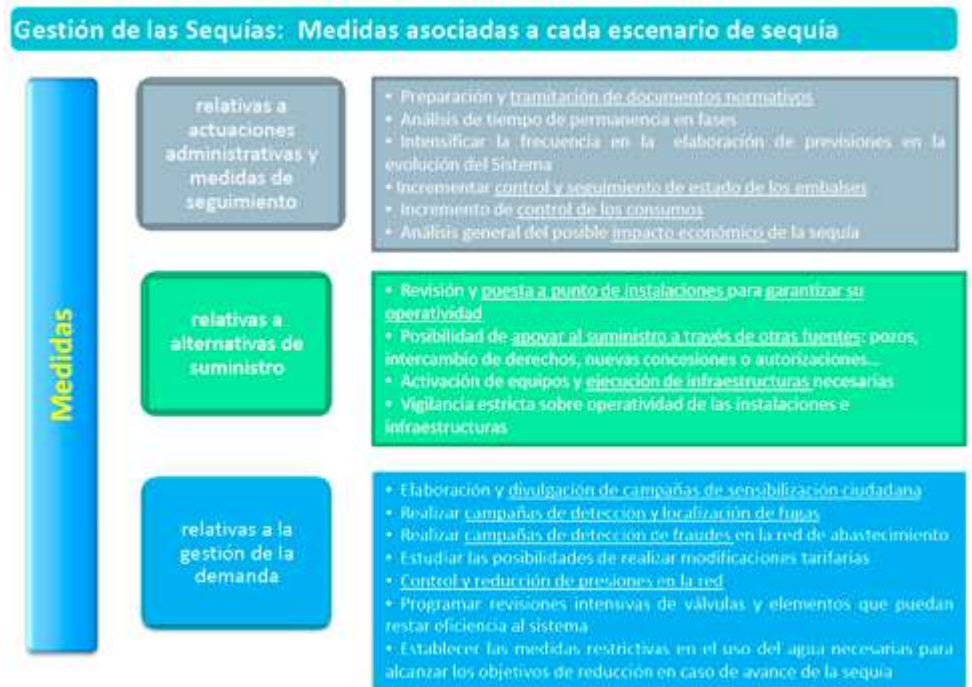 Gestión de las Sequías: Medidas asociadas a cada escenario de sequía
Medidas
relativas a
actuaciones
administrativas y
medidas de
seguimiento
• Preparación y tramitación de documentos normativos
• Análisis de tiempo de permanencia en fases
• Intensificar la frecuencia en la elaboración de previsiones en la
evolución del Sistema
• Incrementar control y seguimiento de estado de los embalses
• Incremento de control de los consumos
• Análisis general del posible impacto económico de la sequía
relativas a
alternativas de
suministro
• Revisión y puesta a punto de instalaciones para garantizar su
operatividad
• Posibilidad de apoyar al suministro a través de otras fuentes: pozos,
intercambio de derechos, nuevas concesiones o autorizaciones...
• Activación de equipos y ejecución de infraestructuras necesarias
• Vigilancia estricta sobre operatividad de las instalaciones e
infraestructuras
relativas a la
gestión de la
demanda
• Elaboración y divulgación de campañas de sensibilización ciudadana
• Realizar campañas de detección y localización de fugas
• Realizar campañas de detección de fraudes en la red de abastecimiento
• Estudiar las posibilidades de realizar modificaciones tarifarias
• Control y reducción de presiones en la red
• Programar revisiones intensivas de válvulas y elementos que puedan
restar eficiencia al sistema
• Establecer las medidas restrictivas en el uso del agua necesarias para
alcanzar los objetivos de reducción en caso de avance de la sequía